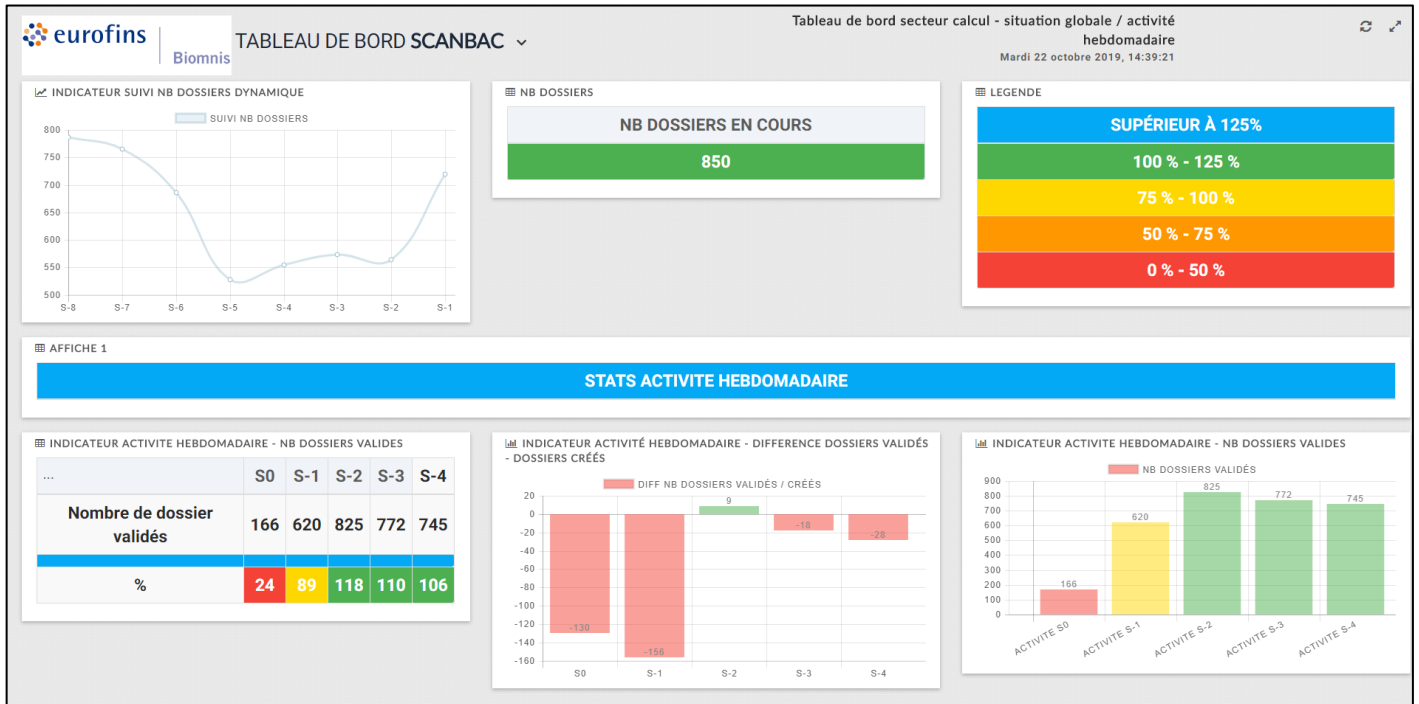 eurofins
Biomnis
TABLEAU DE BORD SCANBAC
Tableau de bord secteur calcul - situation globale / activité
hebdomadaire
Mardi 22 octobre 2019, 14:39:21
INDICATEUR SUIVI NB DOSSIERS DYNAMIQUE
SUIVI NB DOSSIERS
800
750
700
650
600
550
500
S-8 S-7 S-6 S-5 S-4 S-3 S-2 S-1
NB DOSSIERS
NB DOSSIERS EN COURS
850
LEGENDE
SUPÉRIEUR À 125%
100 % - 125 %
75 % - 100 %
50 % - 75 %
0 % - 50 %
AFFICHE 1
STATS ACTIVITE HEBDOMADAIRE
INDICATEUR ACTIVITE HEBDOMADAIRE - NB DOSSIERS VALIDES
... S0 S-1 S-2 S-3 S-4
Nombre de dossier
validés
166 620 825 772 745
% 24 89 118 110 106
INDICATEUR ACTIVITÉ HEBDOMADAIRE - DIFFERENCE DOSSIERS VALIDÉS
- DOSSIERS CRÉÉS
DIFF NB DOSSIERS VALIDÉS / CRÉÉS
20
0
-20
-40
-60
-80
-100
-120
-140
-160
-130
-156
9
-18
-28
S0 S-1 S-2 S-3 S-4
INDICATEUR ACTIVITE HEBDOMADAIRE - NB DOSSIERS VALIDES
NB DOSSIERS VALIDÉS
900
800
700
600
500
400
300
200
100
0
166
620
825
772
745
ACTIVITE S0
ACTIVITE S-1
ACTIVITE S-2
ACTIVITE S-3
ACTIVITE S-4